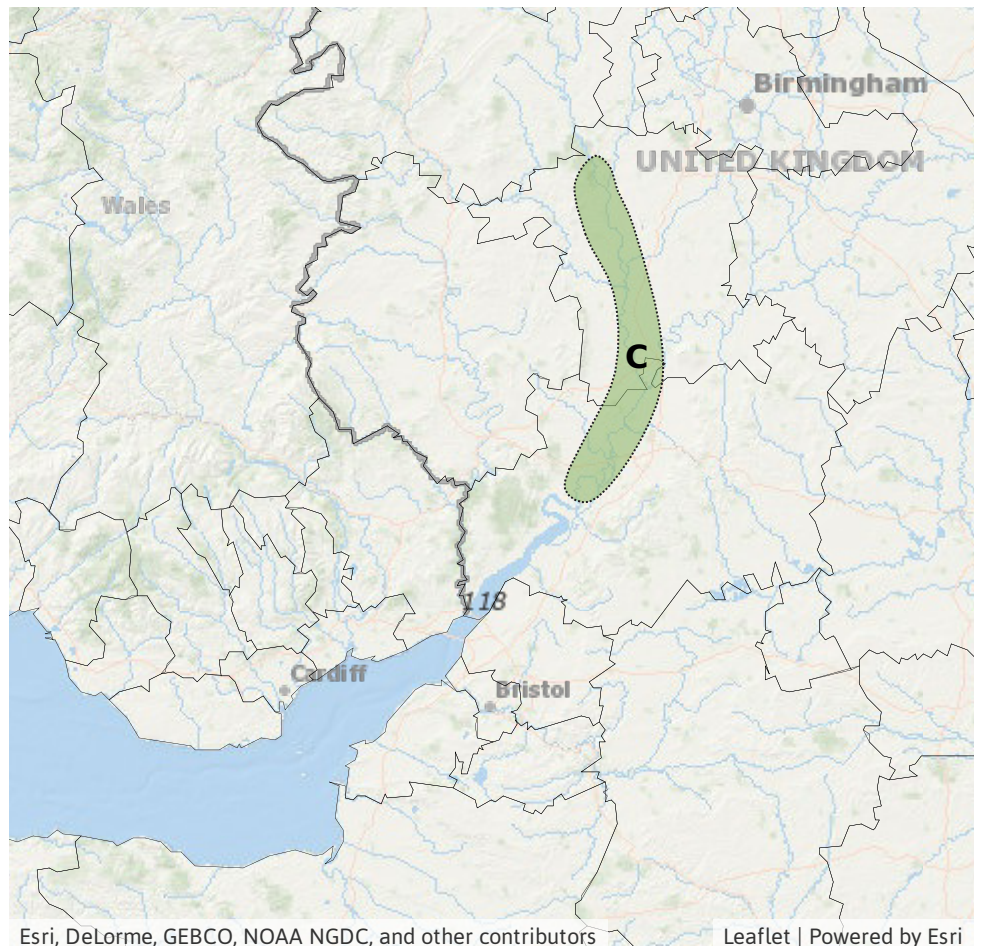 Birmingham
UNITED KINGDOM
Wales
C
118
Cardiff
Bristol
Esri, DeLorme, GEBCO, NOAA NGDC, and other contributors
Leaflet | Powered by Esri